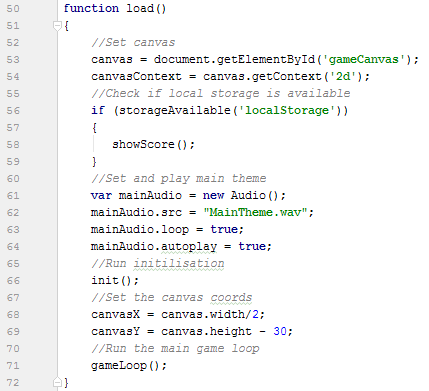 50 function load()
51 {
52 //Set canvas
53 canvas = document.getElementById('gameCanvas');
54 canvasContext = canvas.getContext('2d');
55 //Check if local storage is available
56 if (storageAvailable('localStorage'))
57 {
58 showScore();
59 }
60 //Set and play main theme
61 var mainAudio = new Audio();
62 mainAudio.src = "MainTheme.wav";
63 mainAudio.loop = true;
64 mainAudio.autoplay = true;
65 //Run initilisation
66 init();
67 //Set the canvas coords
68 canvasX = canvas.width/2;
69 canvasY = canvas.height - 30;
70 //Run the main game loop
71 gameLoop();
72 }